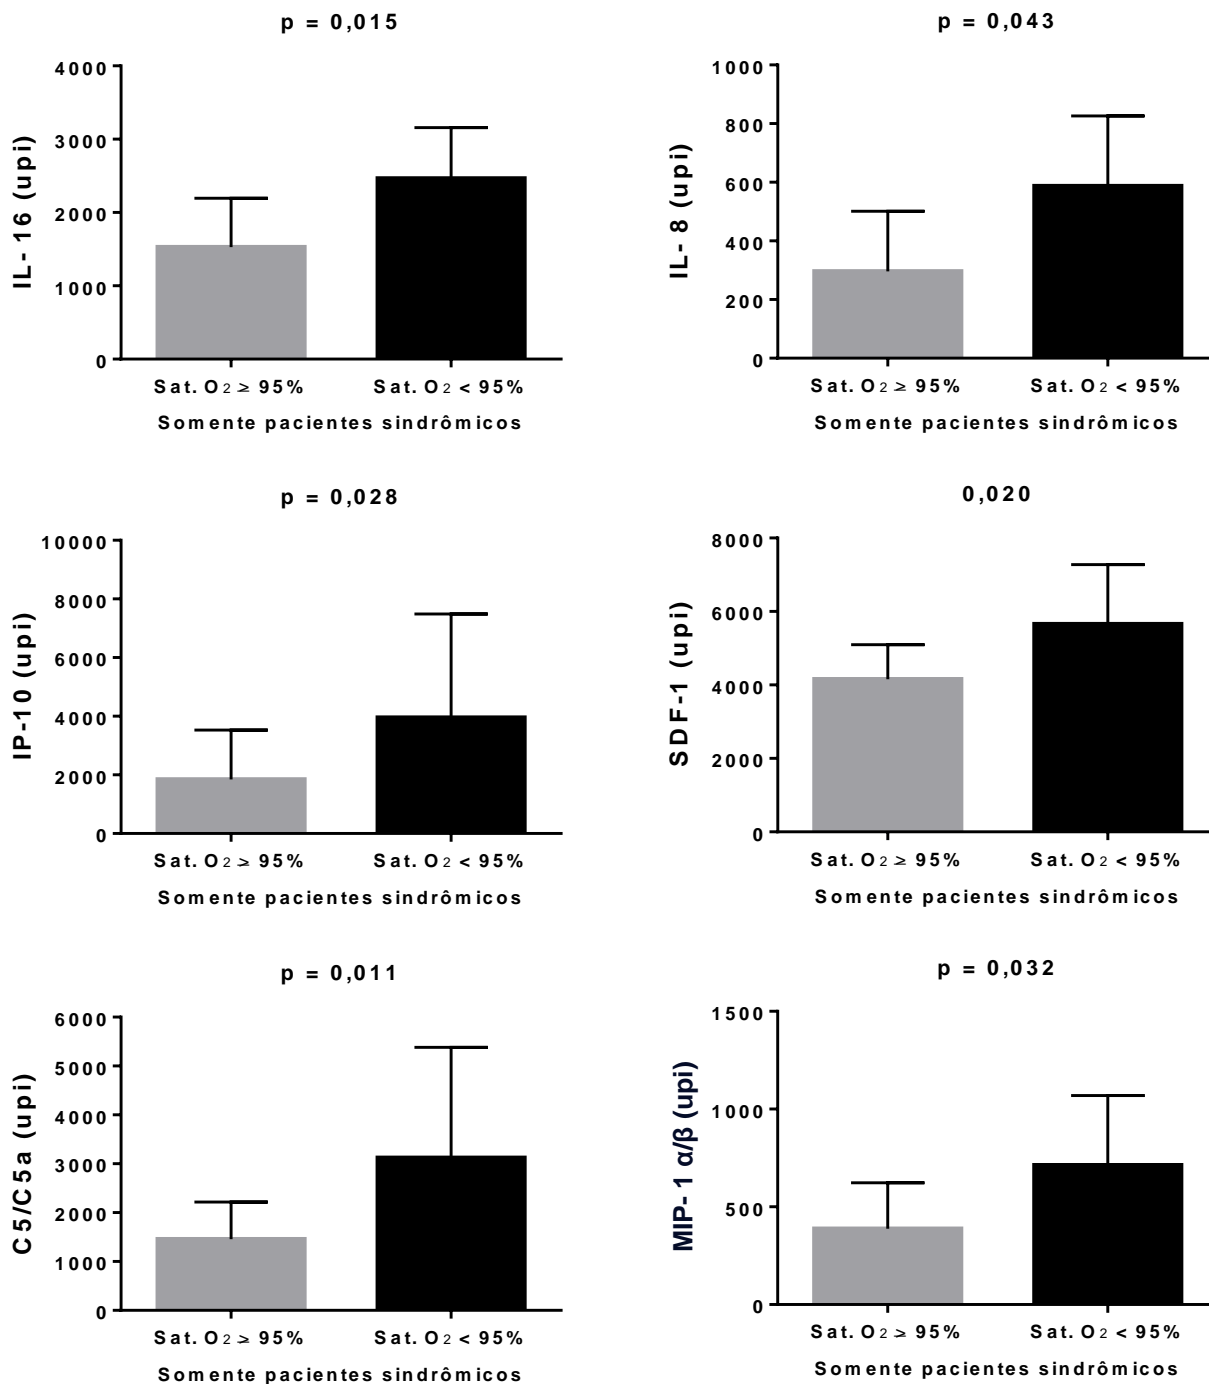 p = 0,015
4000
3000
2000
1000
0
IL-16 (upi)
Sat. O2 ≥ 95%
Sat. O2 < 95%
Somente pacientes sindrômicos
p = 0,043
1000
800
600
400
200
0
IL-8 (upi)
Sat. O2 ≥ 95%
Sat. O2 < 95%
Somente pacientes sindrômicos
p = 0,028
10000
8000
6000
4000
2000
0
IP-10 (upi)
Sat. O2 ≥ 95%
Sat. O2 < 95%
Somente pacientes sindrômicos
0,020
8000
6000
4000
2000
0
SDF-1 (upi)
Sat. O2 ≥ 95%
Sat. O2 < 95%
Somente pacientes sindrômicos
p = 0,011
6000
5000
4000
3000
2000
1000
0
C5/C5a (upi)
Sat. O2 ≥ 95%
Sat. O2 < 95%
Somente pacientes sindrômicos
p = 0,032
1500
1000
500
0
MIP-1 α/β (upi)
Sat. O2 ≥ 95%
Sat. O2 < 95%
Somente pacientes sindrômicos